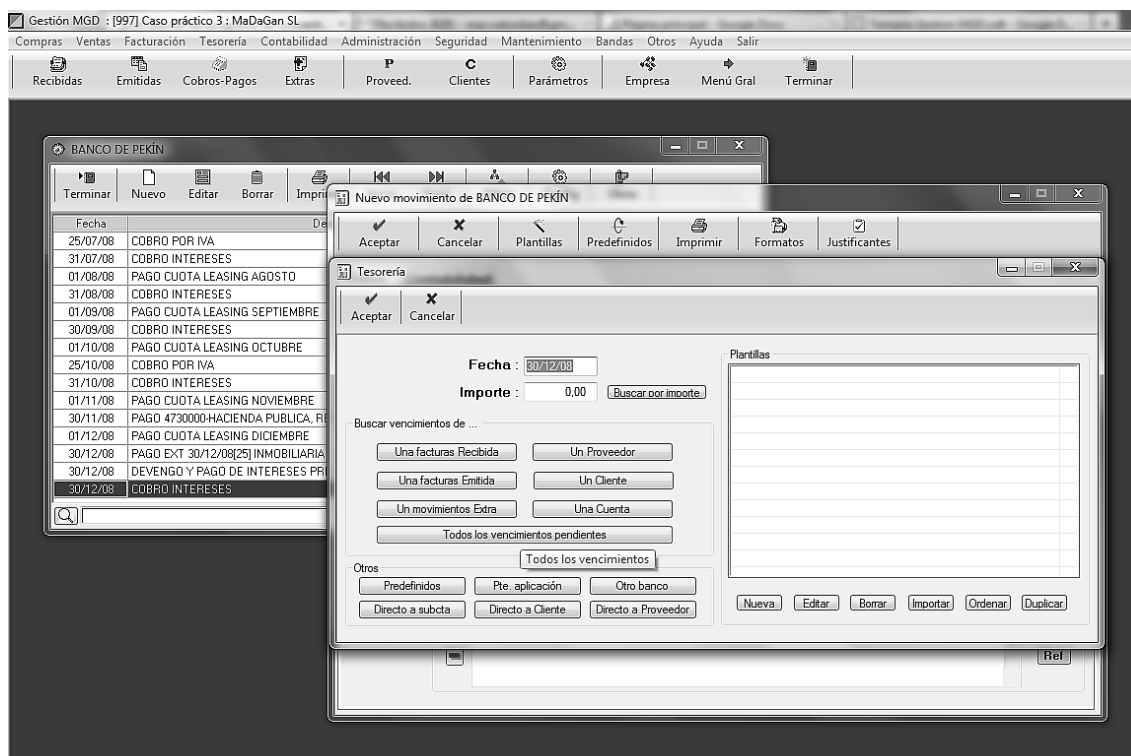 Gestión MGD : [997] Caso práctico 3 : MaDaGan SL
Compras Ventas Facturación Tesorería Contabilidad Administración Seguridad Mantenimiento Bandas Otros Ayuda Salir
Recibidas Emitidas Cobros-Pagos Extras P Proveed. C Clientes Parámetros Empresa Menú Gral Terminar
BANCO DE PEKÍN
Terminar Nuevo Editar Borrar
Nuevo movimiento de BANCO DE PEKÍN
Aceptar Cancelar Plantillas Predefinidos Imprimir Formatos Justificantes
Fecha
25/07/08 COBRO POR IVA
31/07/08 COBRO INTERESES
01/08/08 PAGO CUOTA LEASING AGOSTO
31/08/08 COBRO INTERESES
01/09/08 PAGO CUOTA LEASING SEPTIEMBRE
30/09/08 COBRO INTERESES
01/10/08 PAGO CUOTA LEASING OCTUBRE
25/10/08 COBRO POR IVA
31/10/08 COBRO INTERESES
01/11/08 PAGO CUOTA LEASING NOVIEMBRE
30/11/08 PAGO 4730000-HACIENDA PUBLICA, RE
01/12/08 PAGO CUOTA LEASING DICIEMBRE
30/12/08 PAGO EXT 30/12/08[25] INMOBILIARIA
30/12/08 DEVENGO Y PAGO DE INTERESES PRI
30/12/08 COBRO INTERESES
Tesorería
Aceptar Cancelar
Fecha : 30/12/08
Importe : 0,00 Buscar por importe
Buscar vencimientos de ...
Una facturas Recibida Un Proveedor
Una facturas Emitida Un Cliente
Un movimientos Extra Una Cuenta
Todos los vencimientos pendientes
Todos los vencimientos
Otros
Predefinidos Pte. aplicación Otro banco
Directo a subcta Directo a Cliente Directo a Proveedor
Plantillas
Nueva Editar Borrar Importar Ordenar Duplicar
Ref